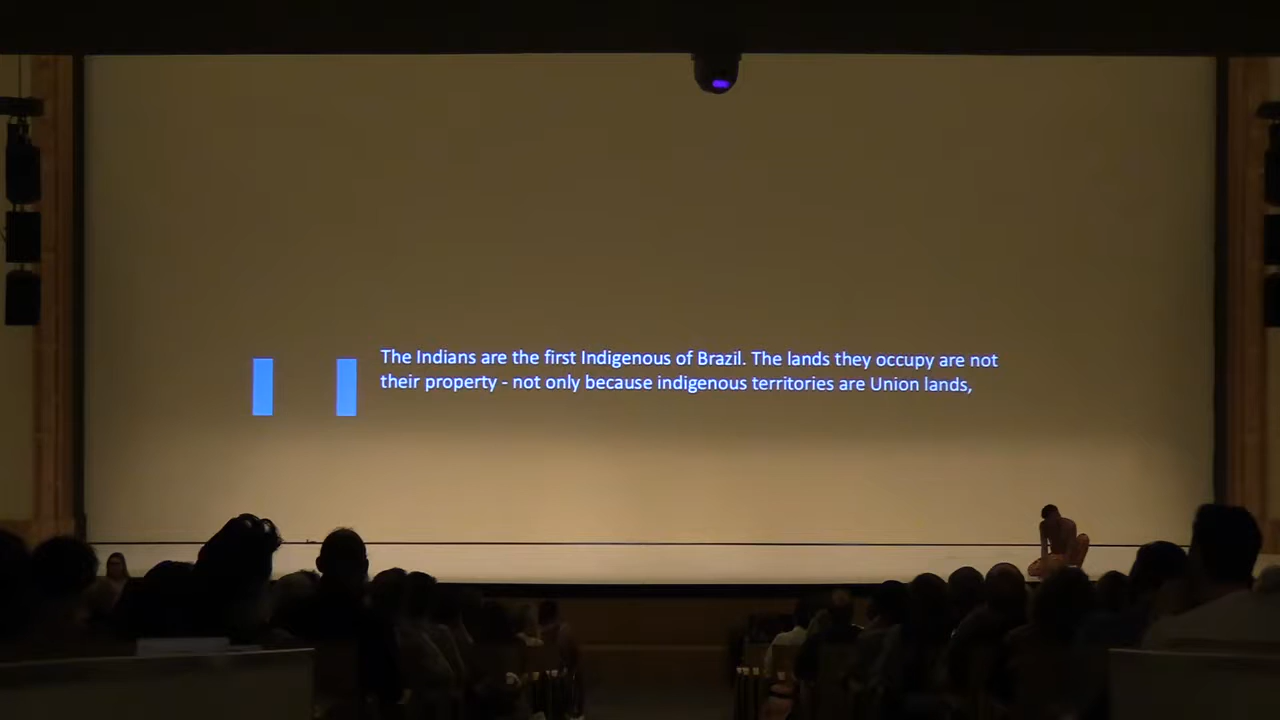 The Indians are the first Indigenous of Brazil. The lands they occupy are not
their property - not only because indigenous territories are Union lands,